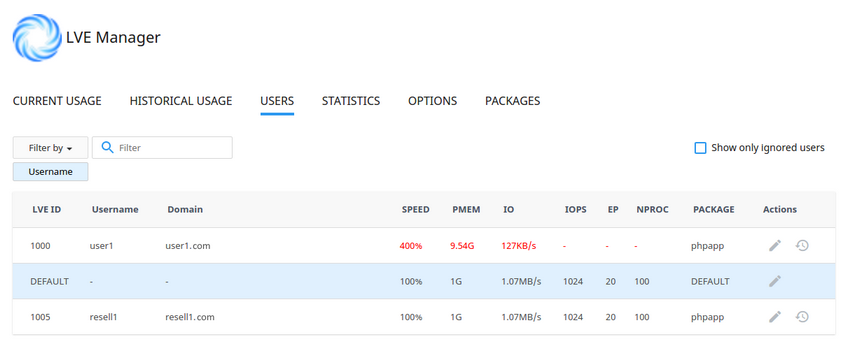 LVE Manager
CURRENT USAGE HISTORICAL USAGE USERS STATISTICS OPTIONS PACKAGES
Filter by Filter Show only ignored users
Username
LVE ID Username Domain SPEED PMEM IO IOPS EP NPROC PACKAGE Actions
1000 user1 user1.com 400% 9.54G 127KB/s - - - phpapp
DEFAULT - - 100% 1G 1.07MB/s 1024 20 100 DEFAULT
1005 resell1 resell1.com 100% 1G 1.07MB/s 1024 20 100 phpapp